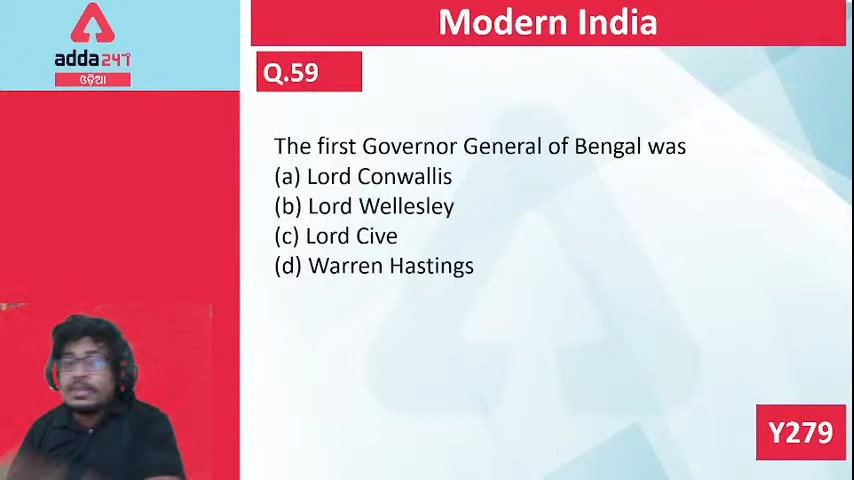 Modern India
adda247
ଓଡ଼ିଆ
Q.59
The first Governor General of Bengal was
(a) Lord Conwallis
(b) Lord Wellesley
(c) Lord Cive
(d) Warren Hastings
Y279